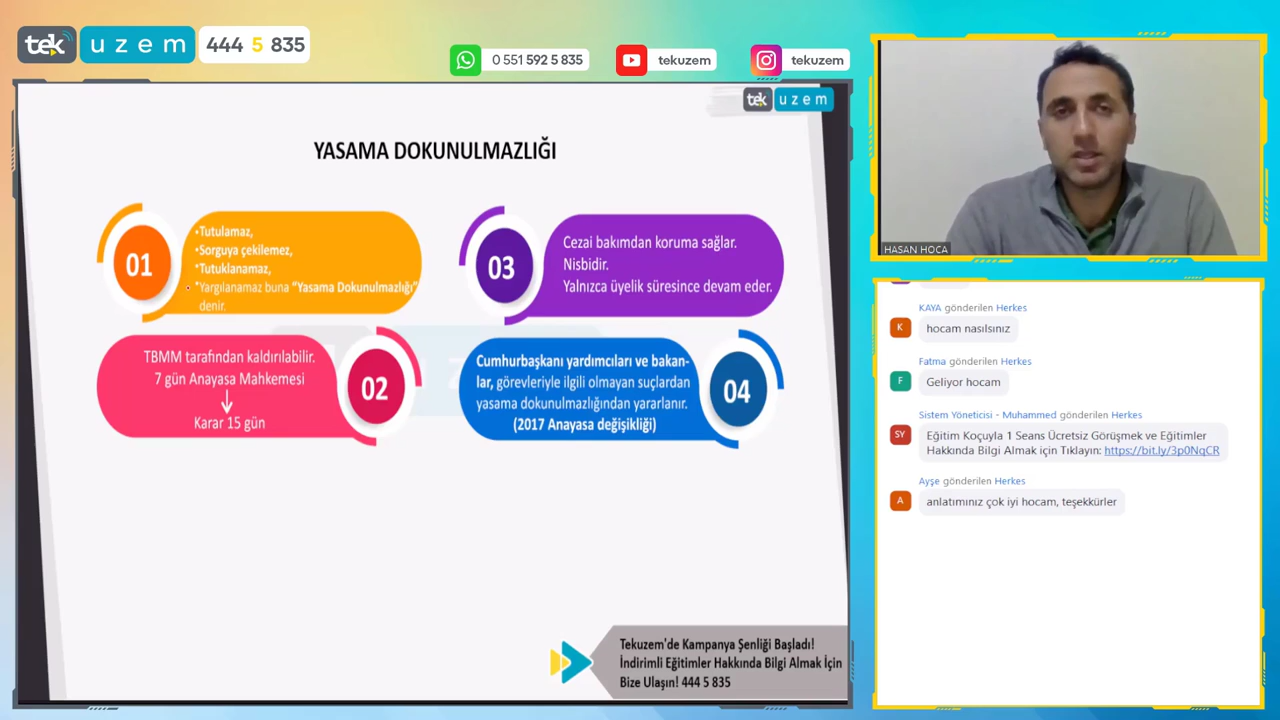 tek uzem 444 5 835
0 551 592 5 835
tekuzem
tekuzem
tek uzem
YASAMA DOKUNULMAZLIĞI
01
•Tutulamaz,
•Sorguya çekilemez,
•Tutuklanamaz,
•Yargılanamaz buna “Yasama Dokunulmazlığı”
denir.
03
Cezai bakımdan koruma sağlar.
Nisbidir.
Yalnızca üyelik süresince devam eder.
TBMM tarafından kaldırılabilir.
7 gün Anayasa Mahkemesi
↓
Karar 15 gün
02
Cumhurbaşkanı yardımcıları ve bakan-
lar, görevleriyle ilgili olmayan suçlardan
yasama dokunulmazlığından yararlanır.
(2017 Anayasa değişikliği)
04
Tekuzem'de Kampanya Şenliği Başladı!
İndirimli Eğitimler Hakkında Bilgi Almak İçin
Bize Ulaşın! 444 5 835
HASAN HOCA
KAYA gönderilen Herkes
K
hocam nasılsınız
Fatma gönderilen Herkes
F
Geliyor hocam
Sistem Yöneticisi - Muhammed gönderilen Herkes
SY
Eğitim Koçuyla 1 Seans Ücretsiz Görüşmek ve Eğitimler
Hakkında Bilgi Almak için Tıklayın: https://bit.ly/3p0NqCR
Ayşe gönderilen Herkes
A
anlatımınız çok iyi hocam, teşekkürler